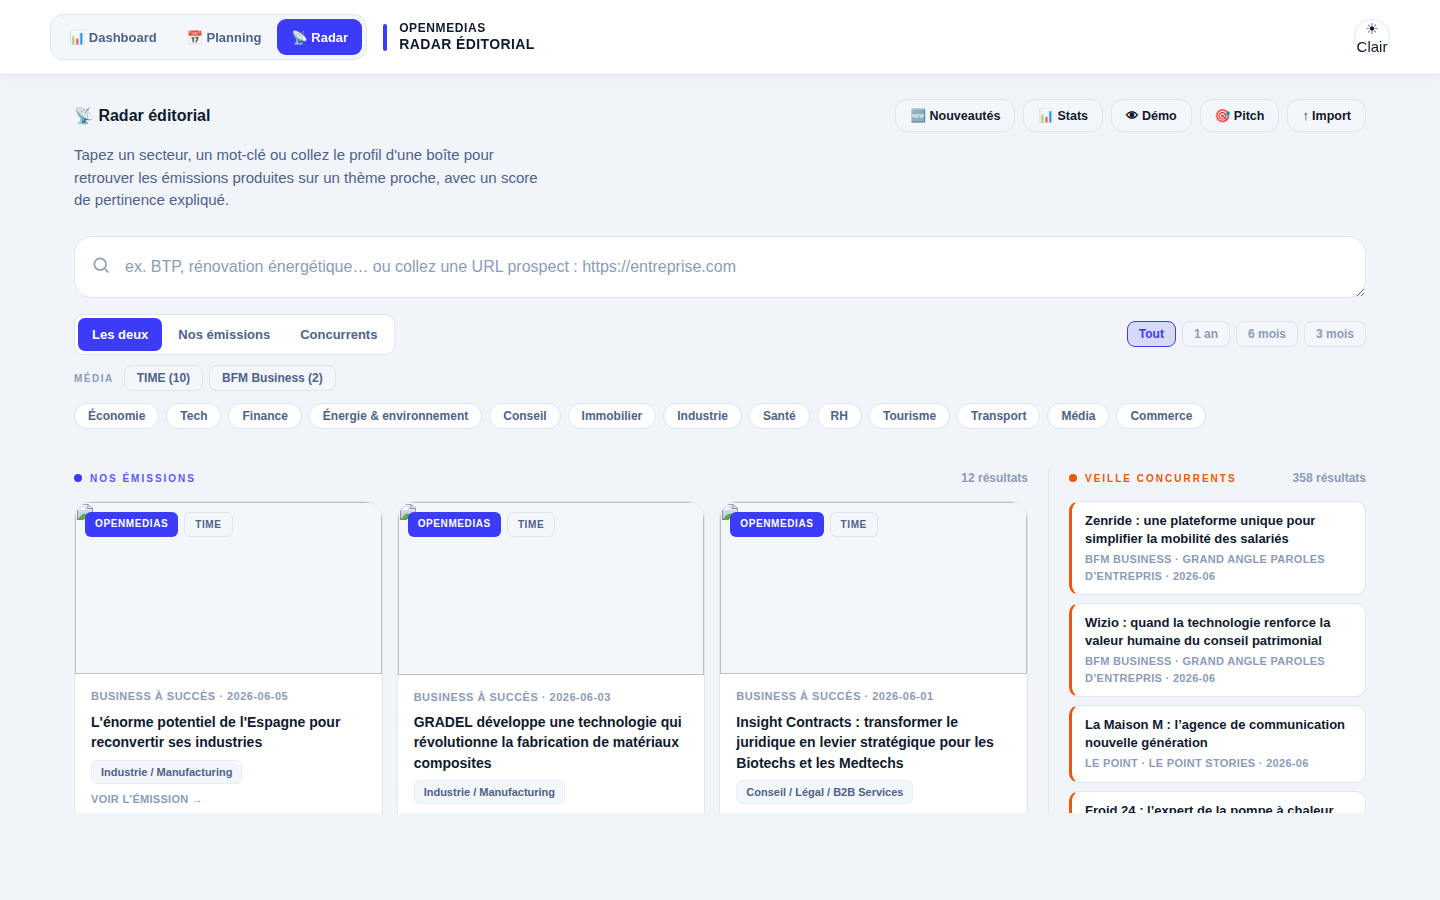 📊 Dashboard
📅 Planning
📡 Radar
OPENMEDIAS
RADAR ÉDITORIAL
☀
Clair
📡 Radar éditorial
🆕 Nouveautés
📊 Stats
👁 Démo
🎯 Pitch
↑ Import
Tapez un secteur, un mot-clé ou collez le profil d'une boîte pour
retrouver les émissions produites sur un thème proche, avec un score
de pertinence expliqué.
ex. BTP, rénovation énergétique… ou collez une URL prospect : https://entreprise.com
Les deux
Nos émissions
Concurrents
Tout
1 an
6 mois
3 mois
MÉDIA
TIME (10)
BFM Business (2)
Économie
Tech
Finance
Énergie & environnement
Conseil
Immobilier
Industrie
Santé
RH
Tourisme
Transport
Média
Commerce
NOS ÉMISSIONS
12 résultats
OPENMEDIAS
TIME
BUSINESS À SUCCÈS · 2026-06-05
L'énorme potentiel de l'Espagne pour
reconvertir ses industries
Industrie / Manufacturing
VOIR L'ÉMISSION →
OPENMEDIAS
TIME
BUSINESS À SUCCÈS · 2026-06-03
GRADEL développe une technologie qui
révolutionne la fabrication de matériaux
composites
Industrie / Manufacturing
OPENMEDIAS
TIME
BUSINESS À SUCCÈS · 2026-06-01
Insight Contracts : transformer le
juridique en levier stratégique pour les
Biotechs et les Medtechs
Conseil / Légal / B2B Services
VEILLE CONCURRENTS
358 résultats
Zenride : une plateforme unique pour
simplifier la mobilité des salariés
BFM BUSINESS · GRAND ANGLE PAROLES
D'ENTREPRIS · 2026-06
Wizio : quand la technologie renforce la
valeur humaine du conseil patrimonial
BFM BUSINESS · GRAND ANGLE PAROLES
D'ENTREPRIS · 2026-06
La Maison M : l’agence de communication
nouvelle génération
LE POINT · LE POINT STORIES · 2026-06
Froid 24 : l’expert de la pompe à chaleur